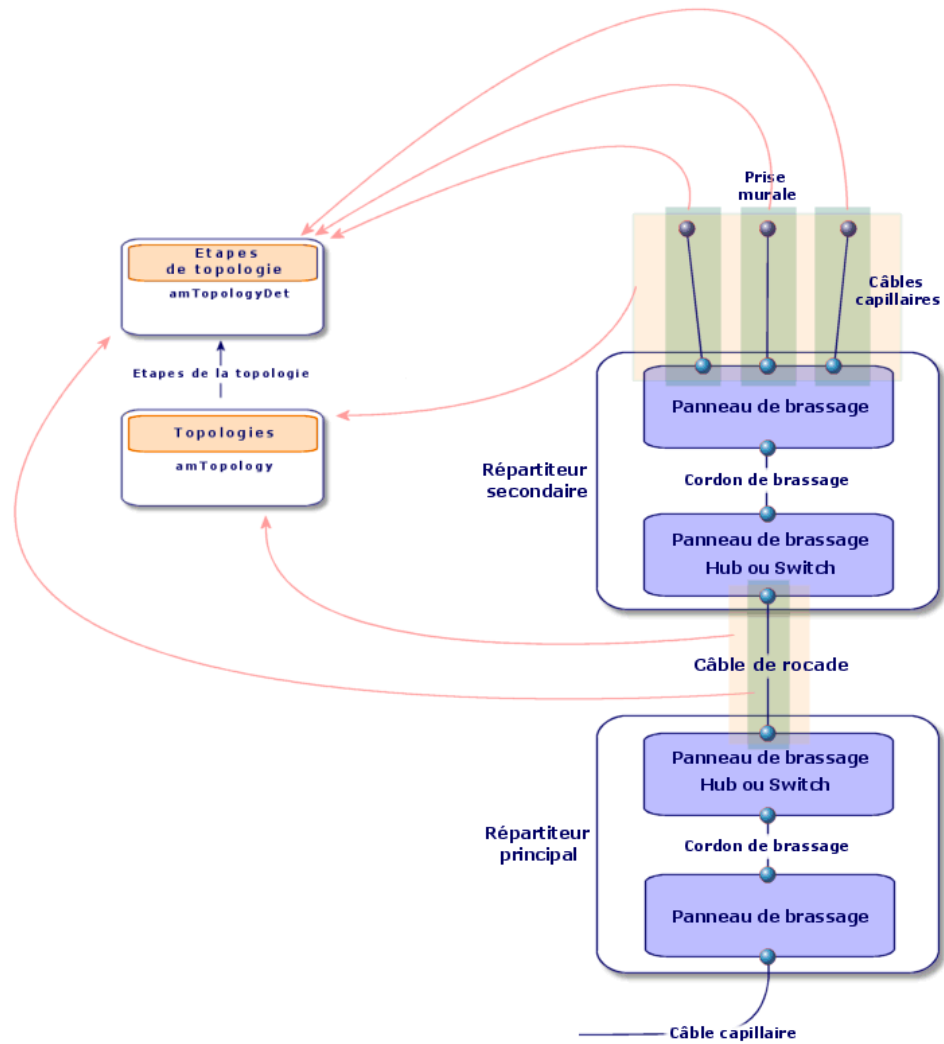 Prise
murale
Etapes
de topologie
amTopologyDet
Câbles
capillaires
Etapes de la topologie
Topologies
amTopology
Panneau de brassage
Répartiteur
secondaire
Cordon de brassage
Panneau de brassage
Hub ou Switch
Câble de rocade
Panneau de brassage
Hub ou Switch
Répartiteur
principal
Cordon de brassage
Panneau de brassage
Câble capillaire